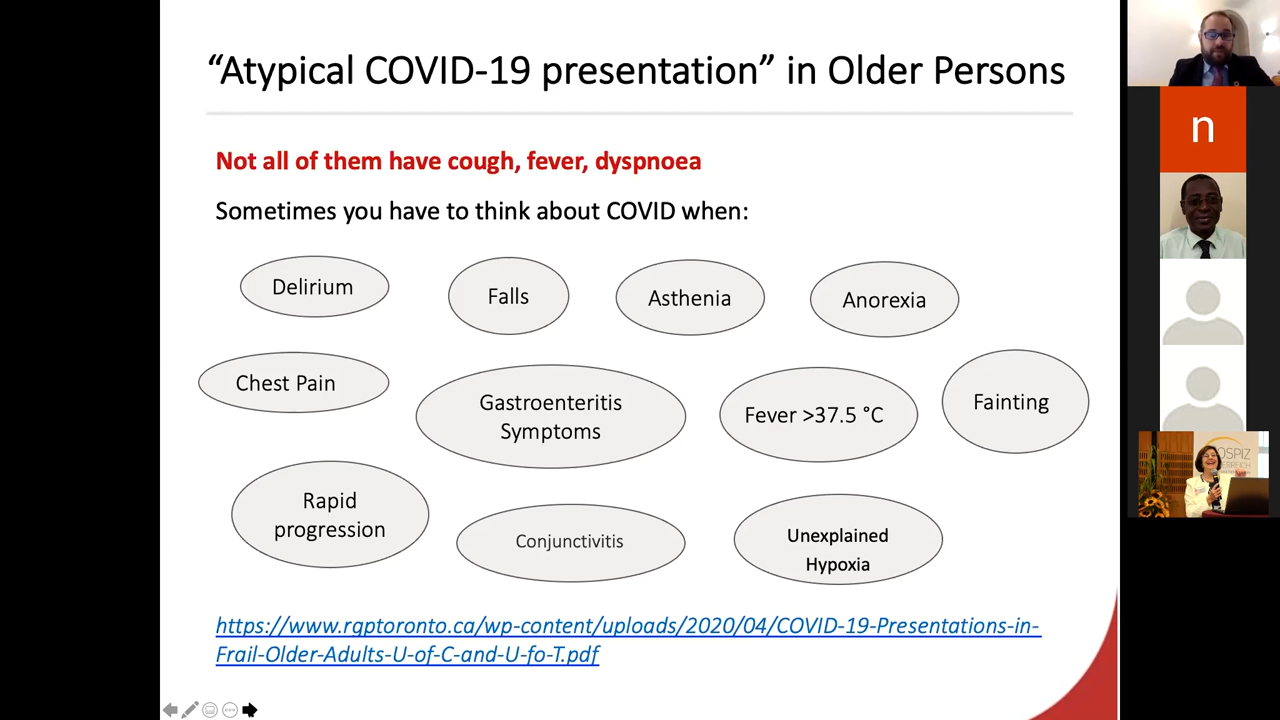 “Atypical COVID-19 presentation” in Older Persons
Not all of them have cough, fever, dyspnoea
Sometimes you have to think about COVID when:
Delirium
Falls
Asthenia
Anorexia
Chest Pain
Gastroenteritis
Symptoms
Fever >37.5 °C
Fainting
Rapid
progression
Conjunctivitis
Unexplained
Hypoxia
https://www.rgptoronto.ca/wp-content/uploads/2020/04/COVID-19-Presentations-in-
Frail-Older-Adults-U-of-C-and-U-fo-T.pdf
n